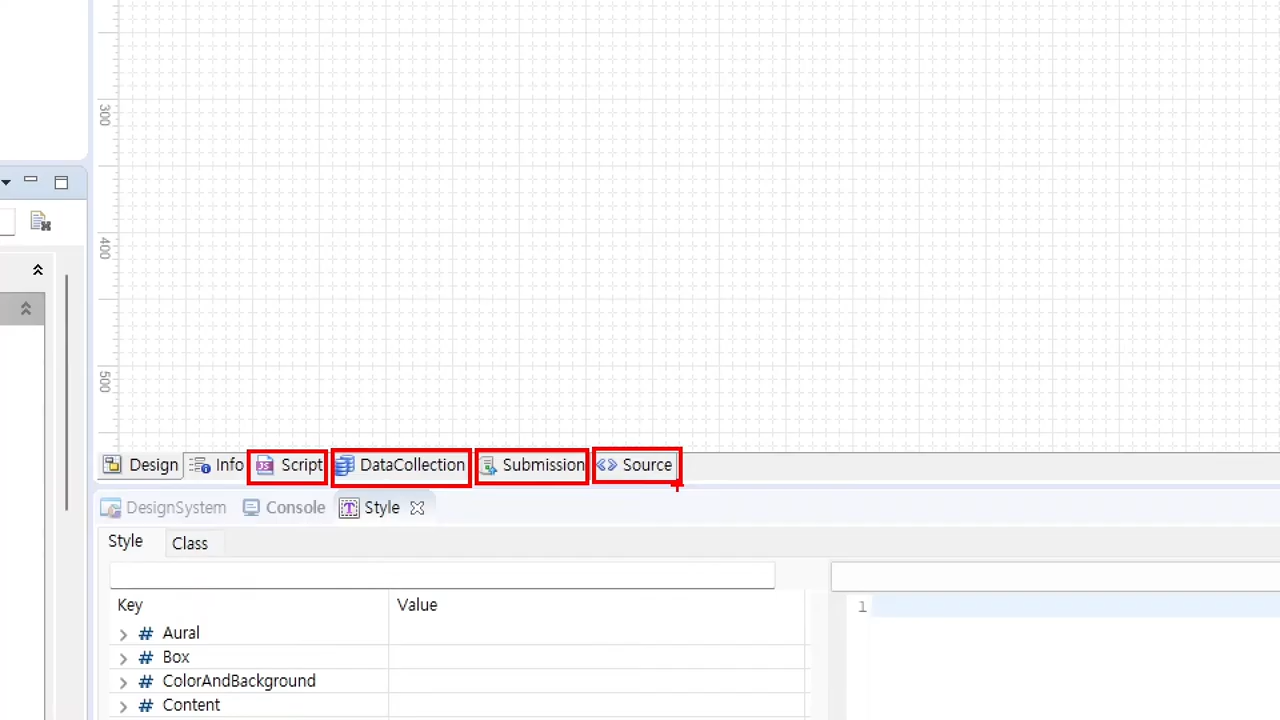 300
400
500
Design Info Script DataCollection Submission Source
DesignSystem Console Style
Style Class
Key Value
1
# Aural
# Box
# ColorAndBackground
# Content